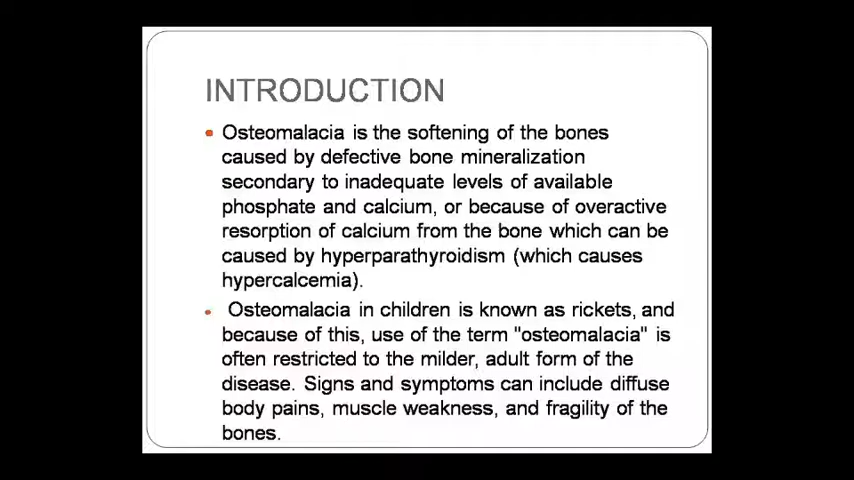 INTRODUCTION
• Osteomalacia is the softening of the bones
caused by defective bone mineralization
secondary to inadequate levels of available
phosphate and calcium, or because of overactive
resorption of calcium from the bone which can be
caused by hyperparathyroidism (which causes
hypercalcemia).
• Osteomalacia in children is known as rickets, and
because of this, use of the term "osteomalacia" is
often restricted to the milder, adult form of the
disease. Signs and symptoms can include diffuse
body pains, muscle weakness, and fragility of the
bones.